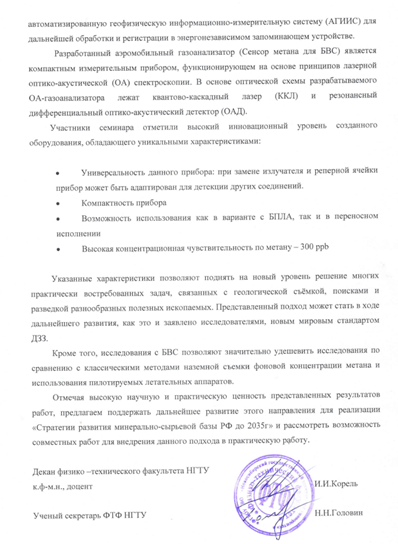 автоматизированную геофизическую информационно-измерительную систему (АГИИС) для
дальнейшей обработки и регистрации в энергонезависимом запоминающем устройстве.
Разработанный аэромобильный газоанализатор (Сенсор метана для БВС) является
компактным измерительным прибором, функционирующем на основе принципов лазерной
оптико-акустической (ОА) спектроскопии. В основе оптической схемы разрабатываемого
ОА-газоанализатора лежат квантово-каскадный лазер (ККЛ) и резонансный
дифференциальный оптико-акустический детектор (ОАД).
Участники семинара отметили высокий инновационный уровень созданного
оборудования, обладающего уникальными характеристиками:
• Универсальность данного прибора: при замене излучателя и реперной ячейки
прибор может быть адаптирован для детекции других соединений.
• Компактность прибора
• Возможность использования как в варианте с БПЛА, так и в переносном
исполнении
• Высокая концентрационная чувствительность по метану – 300 ppb
Указанные характеристики позволяют поднять на новый уровень решение многих
практически востребованных задач, связанных с геологической съёмкой, поисками и
разведкой разнообразных полезных ископаемых. Представленный подход может стать в ходе
дальнейшего развития, как это и заявлено исследователями, новым мировым стандартом
ДЗЗ.
Кроме того, исследования с БВС позволяют значительно удешевить исследования по
сравнению с классическими методами наземной съемки фоновой концентрации метана и
использования пилотируемых летательных аппаратов.
Отмечая высокую научную и практическую ценность представленных результатов
работ, предлагаем поддержать дальнейшее развитие этого направления для реализации
«Стратегии развития минерально-сырьевой базы РФ до 2035г» и рассмотреть возможность
совместных работ для внедрения данного подхода в практическую работу.
Декан физико –технического факультета НГТУ
к.ф-м.н., доцент И.И.Корель
Ученый секретарь ФТФ НГТУ Н.Н.Головин